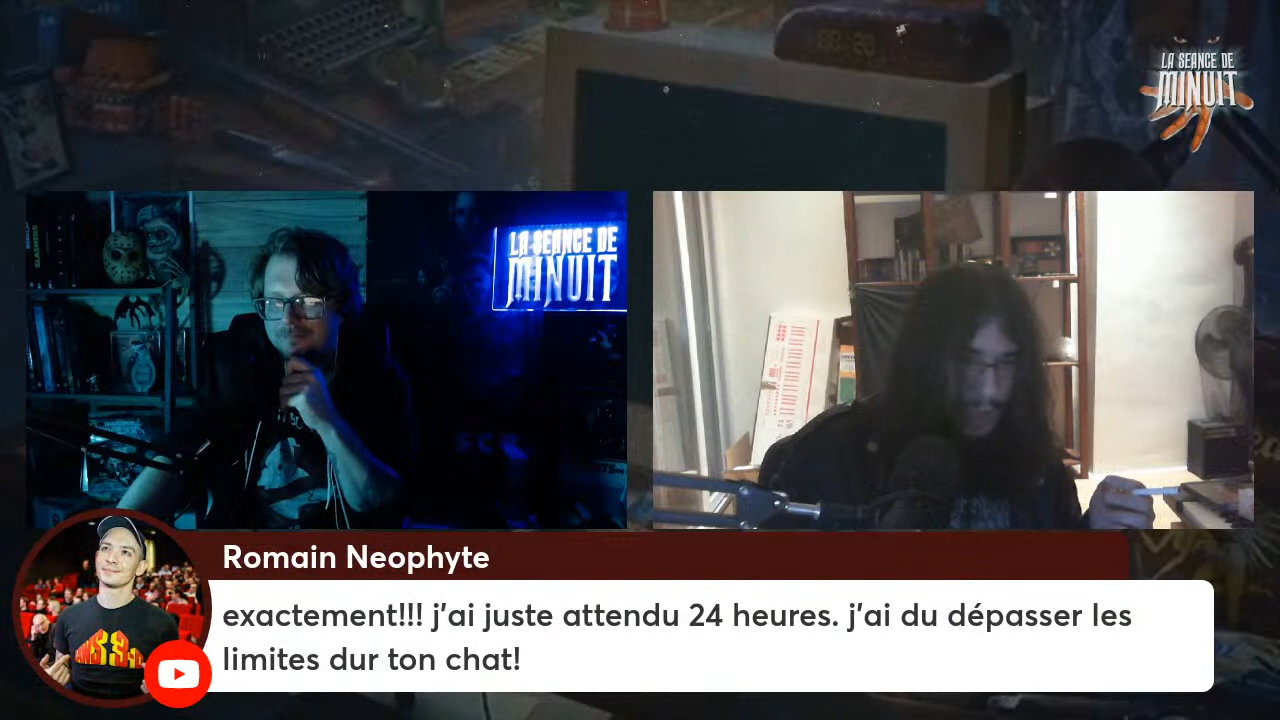 LA SEANCE DE
MINUIT
LA SEANCE DE
MINUIT
SLASHERS
Romain Neophyte
exactement!!! j'ai juste attendu 24 heures. j'ai du dépasser les
limites dur ton chat!